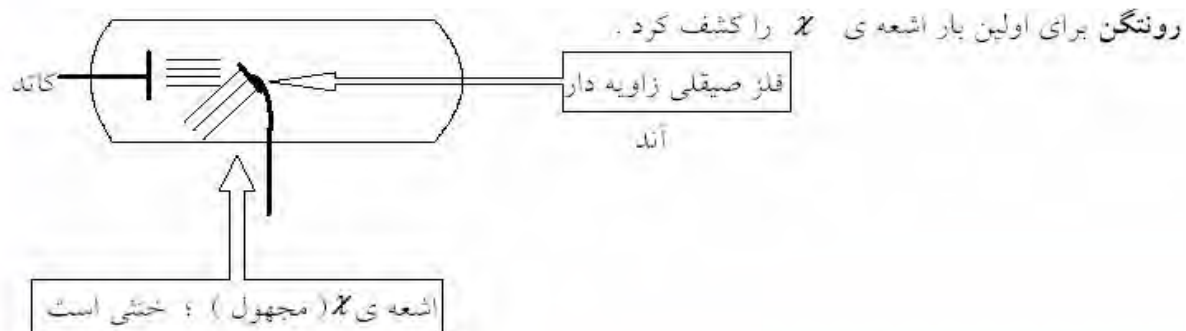 رونتگن برای اولین بار اشعه ی x را کشف کرد .
کاتد
فلز صیقلی زاویه دار
آند
اشعه ی x ( مجهول ) ؛ خنثی است